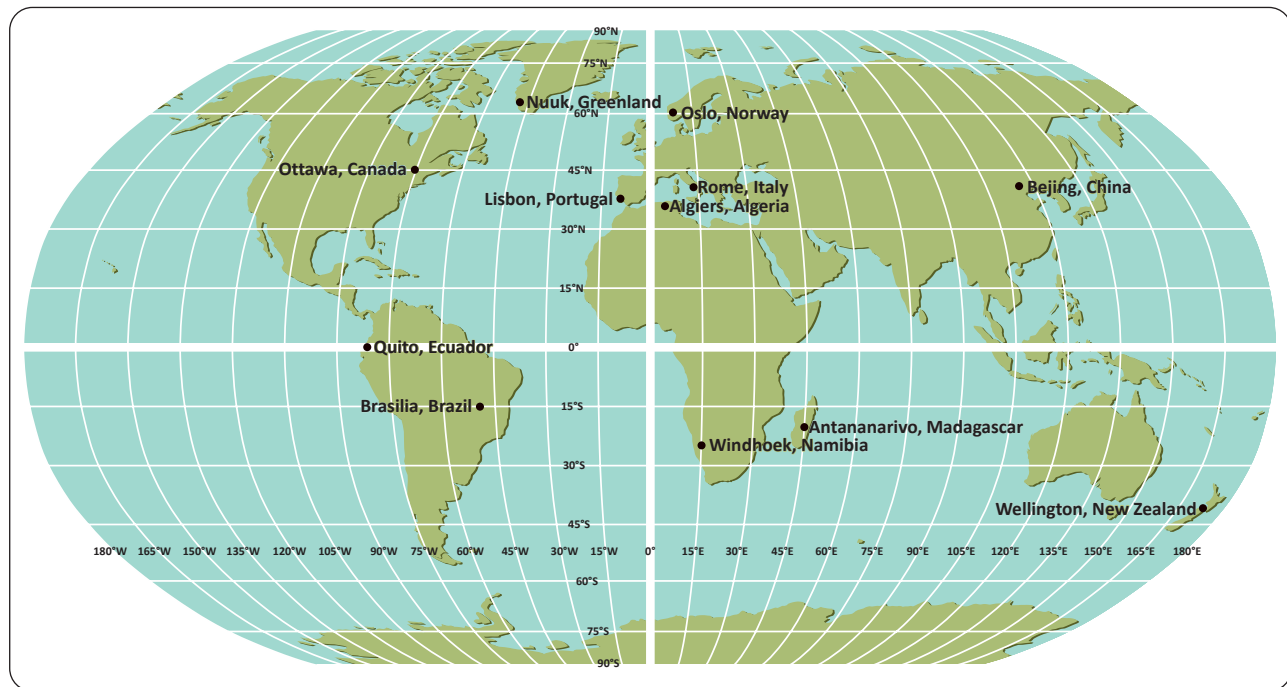 90°N
75°N
Nuuk, Greenland
60°N
Oslo, Norway
Ottawa, Canada
45°N
Rome, Italy
Bejing, China
Lisbon, Portugal
Algiers, Algeria
30°N
15°N
Quito, Ecuador
0°
Brasilia, Brazil
15°S
Antananarivo, Madagascar
Windhoek, Namibia
30°S
Wellington, New Zealand
45°S
180°W 165°W 135°W 120°W 105°W 90°W 75°W 60°W 45°W 15°W 0° 15°E 30°E 45°E 60°E 75°E 90°E 105°E 120°E 135°E 150°E 165°E 180°E
60°S
75°S
90°S